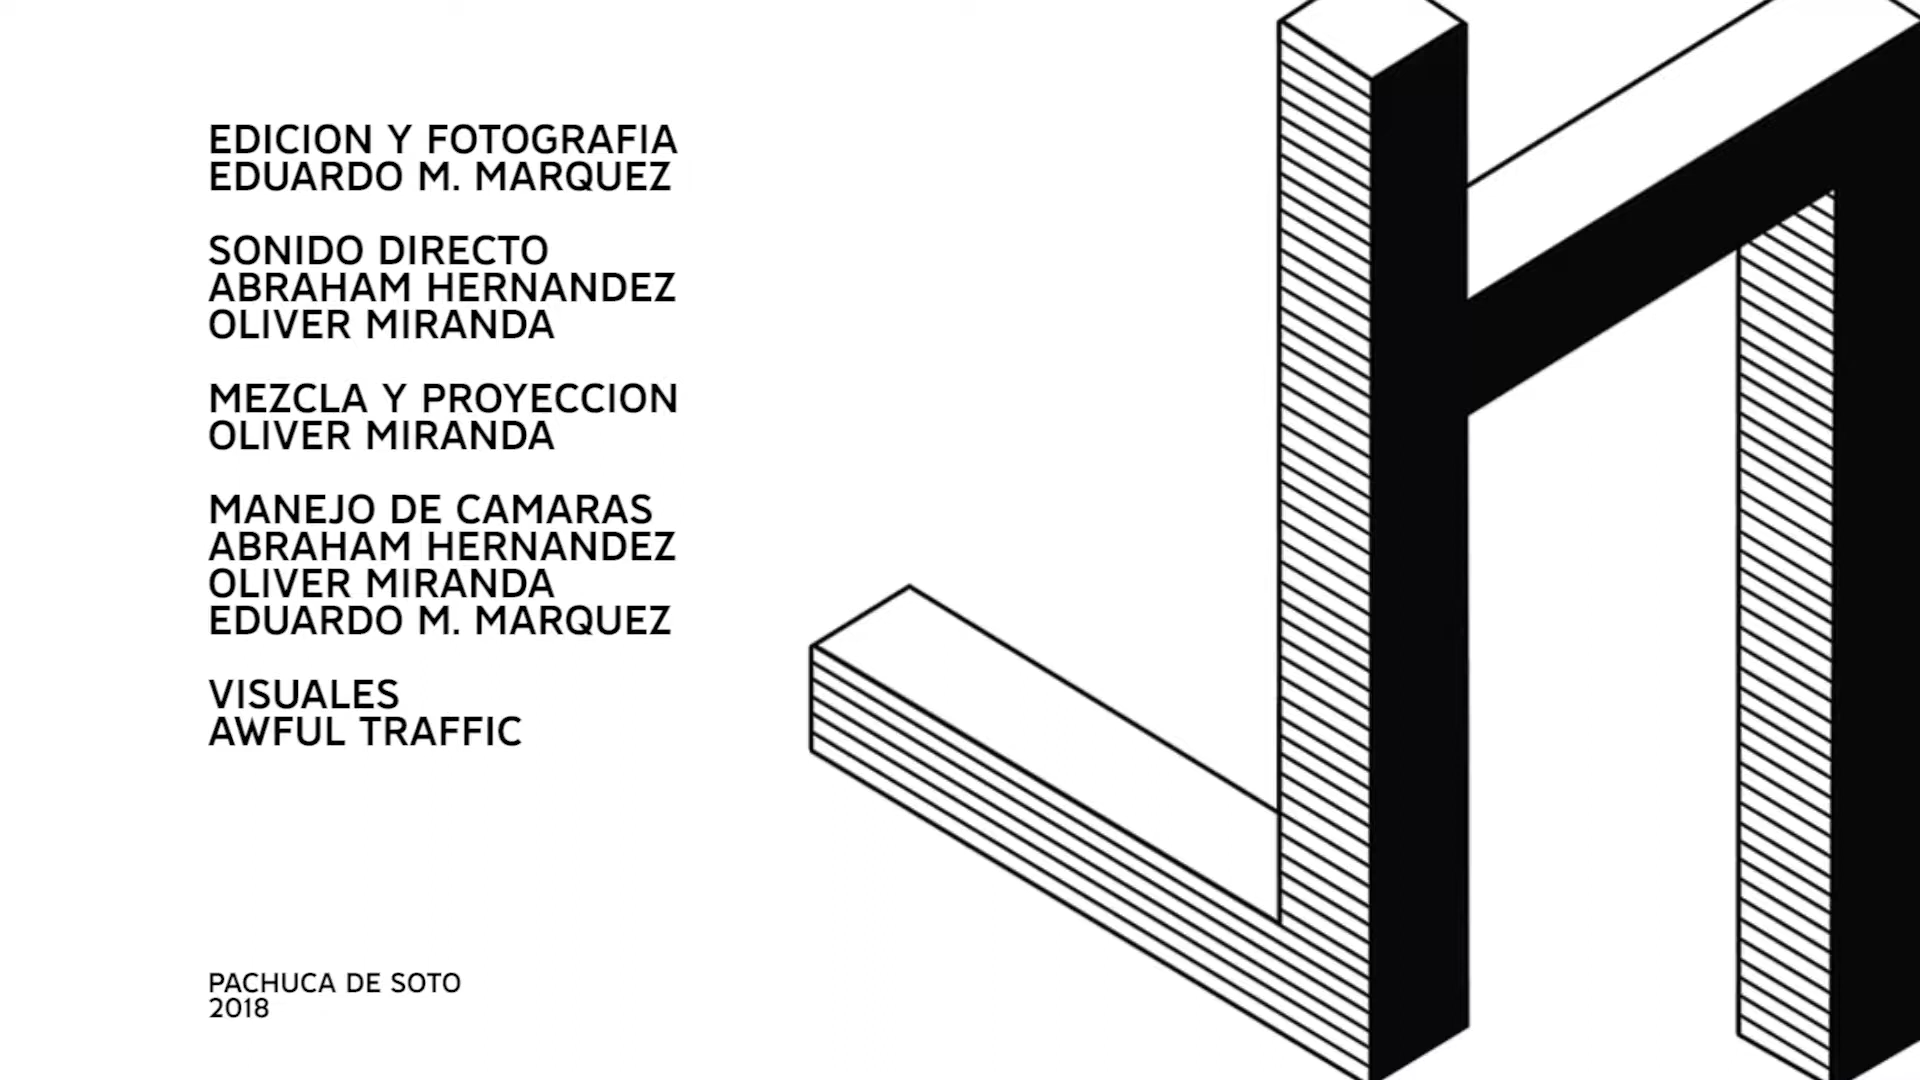 EDICION Y FOTOGRAFIA
EDUARDO M. MARQUEZ
SONIDO DIRECTO
ABRAHAM HERNANDEZ
OLIVER MIRANDA
MEZCLA Y PROYECCION
OLIVER MIRANDA
MANEJO DE CAMARAS
ABRAHAM HERNANDEZ
OLIVER MIRANDA
EDUARDO M. MARQUEZ
VISUALES
AWFUL TRAFFIC
PACHUCA DE SOTO
2018